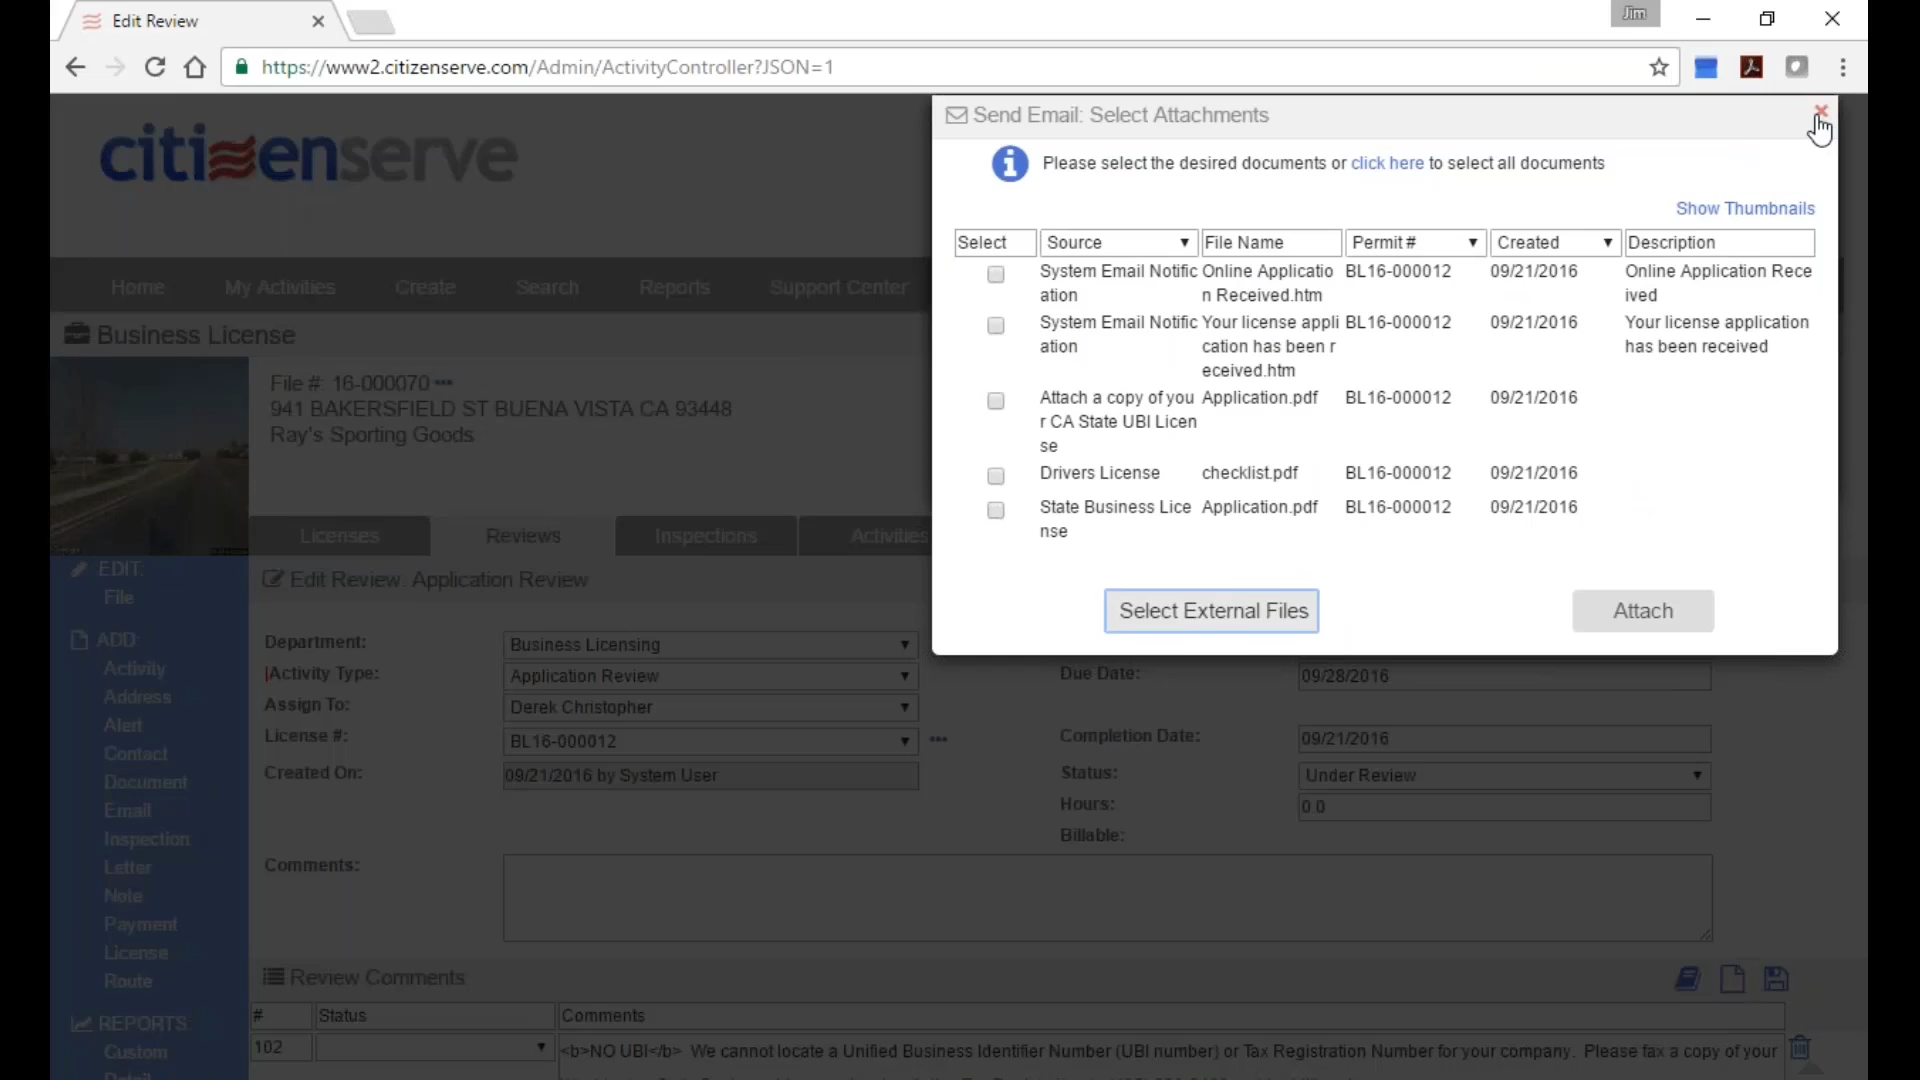 Edit Review
Jim
https://www2.citizenserve.com/Admin/ActivityController?JSON=1
citizenserve
Home My Activities Create Search Reports Support Center
Business License
File #: 16-000070
941 BAKERSFIELD ST BUENA VISTA CA 93448
Ray's Sporting Goods
Licenses Reviews Inspections Activities
Send Email: Select Attachments
Please select the desired documents or click here to select all documents
Show Thumbnails
Select Source File Name Permit # Created Description
System Email Notific Online Applicatio BL16-000012 09/21/2016 Online Application Rece
ation n Received.htm ived
System Email Notific Your license appli BL16-000012 09/21/2016 Your license application
ation cation has been r has been received
eceived.htm
Attach a copy of you Application.pdf BL16-000012 09/21/2016
r CA State UBI Licen
se
Drivers License checklist.pdf BL16-000012 09/21/2016
State Business Lice Application.pdf BL16-000012 09/21/2016
nse
Select External Files Attach
EDIT:
File
ADD:
Activity
Address
Alert
Contact
Document
Email
Inspection
Letter
Note
Payment
License
Route
REPORTS
Custom
Edit Review: Application Review
Department: Business Licensing
Activity Type: Application Review Due Date: 09/28/2016
Assign To: Derek Christopher
License #: BL16-000012 Completion Date: 09/21/2016
Created On: 09/21/2016 by System User Status: Under Review
Hours: 0.0
Billable:
Comments:
Review Comments
# Status Comments
102 <b>NO UBI</b> We cannot locate a Unified Business Identifier Number (UBI number) or Tax Registration Number for your company. Please fax a copy of your